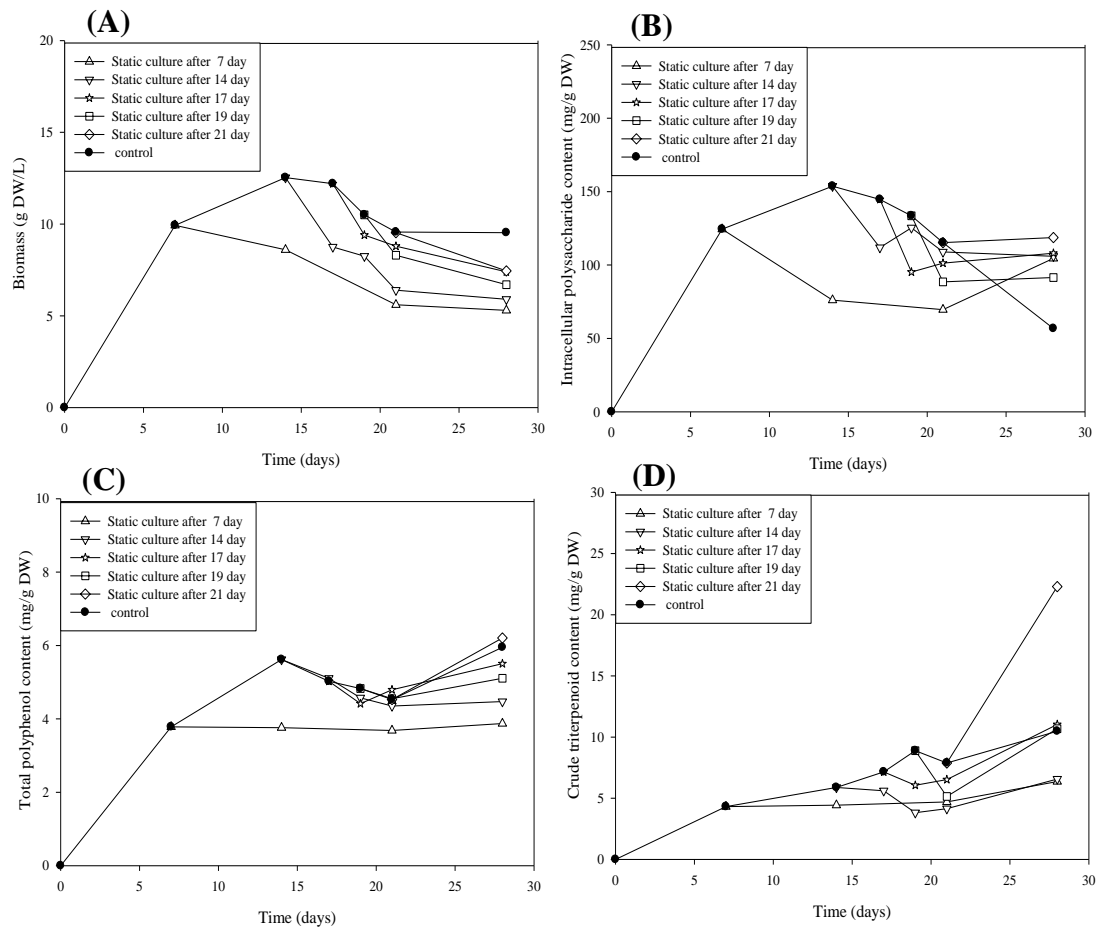 (A)
20
15
10
5
0
Biomass (g DW/L)
Static culture after 7 day
Static culture after 14 day
Static culture after 17 day
Static culture after 19 day
Static culture after 21 day
control
0 5 10 15 20 25 30
Time (days)
(B)
250
200
150
100
50
0
Intracellular polysaccharide content (mg/g DW)
Static culture after 7 day
Static culture after 14 day
Static culture after 17 day
Static culture after 19 day
Static culture after 21 day
control
0 5 10 15 20 25 30
Time (days)
(C)
10
8
6
4
2
0
Total polyphenol content (mg/g DW)
Static culture after 7 day
Static culture after 14 day
Static culture after 17 day
Static culture after 19 day
Static culture after 21 day
control
0 5 10 15 20 25 30
Time (days)
(D)
30
25
20
15
10
5
0
Crude triterpenoid content (mg/g DW)
Static culture after 7 day
Static culture after 14 day
Static culture after 17 day
Static culture after 19 day
Static culture after 21 day
control
0 5 10 15 20 25 30
Time (days)